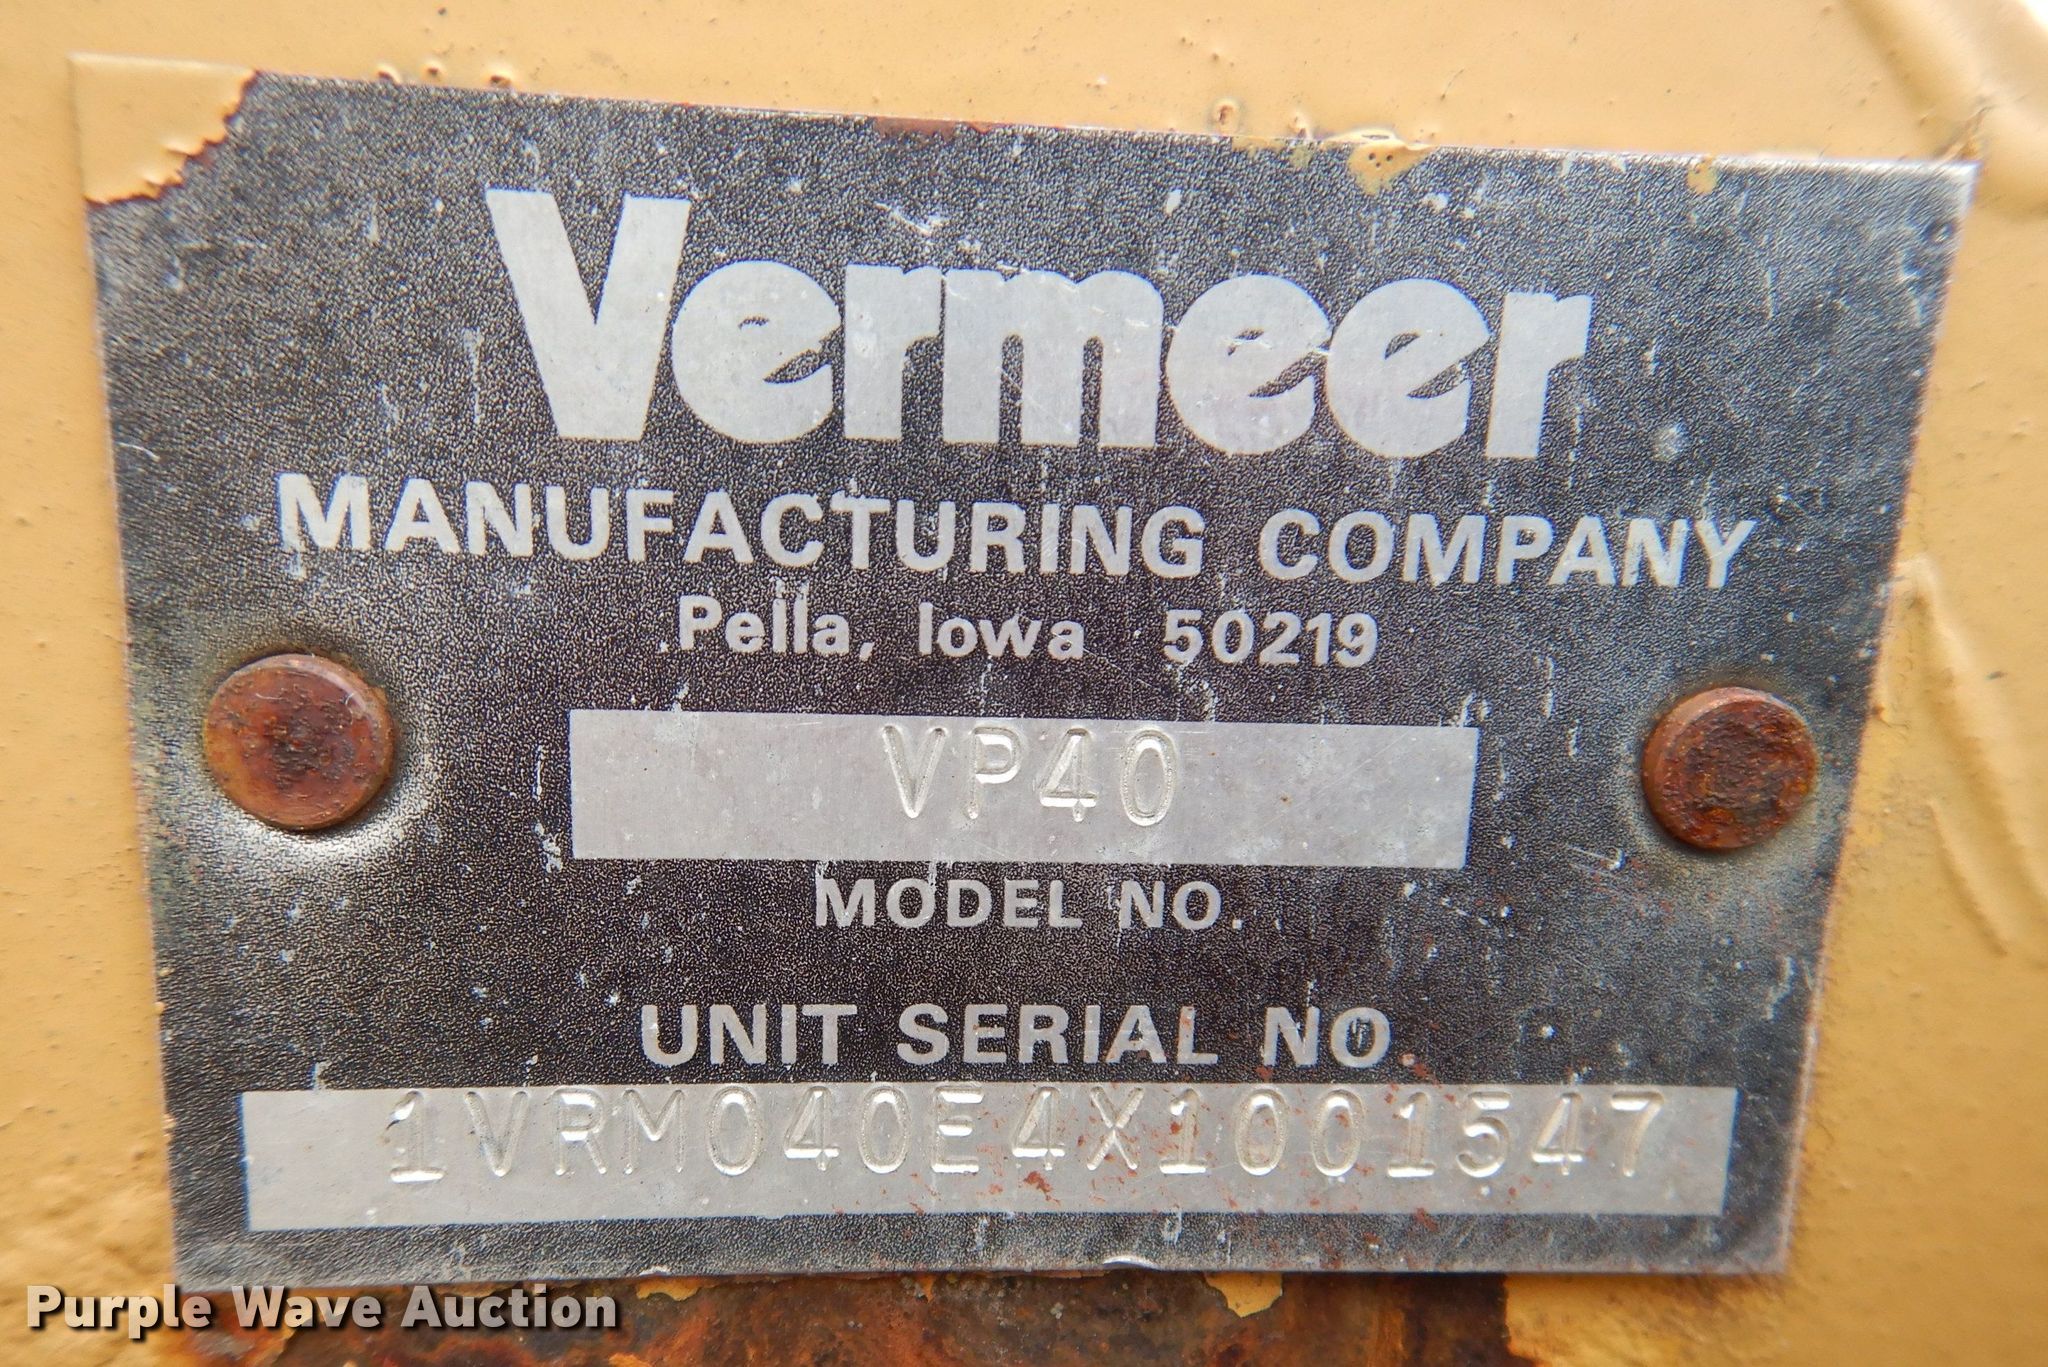 Vermeer
MANUFACTURING COMPANY
Pella, Iowa 50219
VP40
MODEL NO.
UNIT SERIAL NO.
1VRM040E4X1001547
Purple Wave Auction